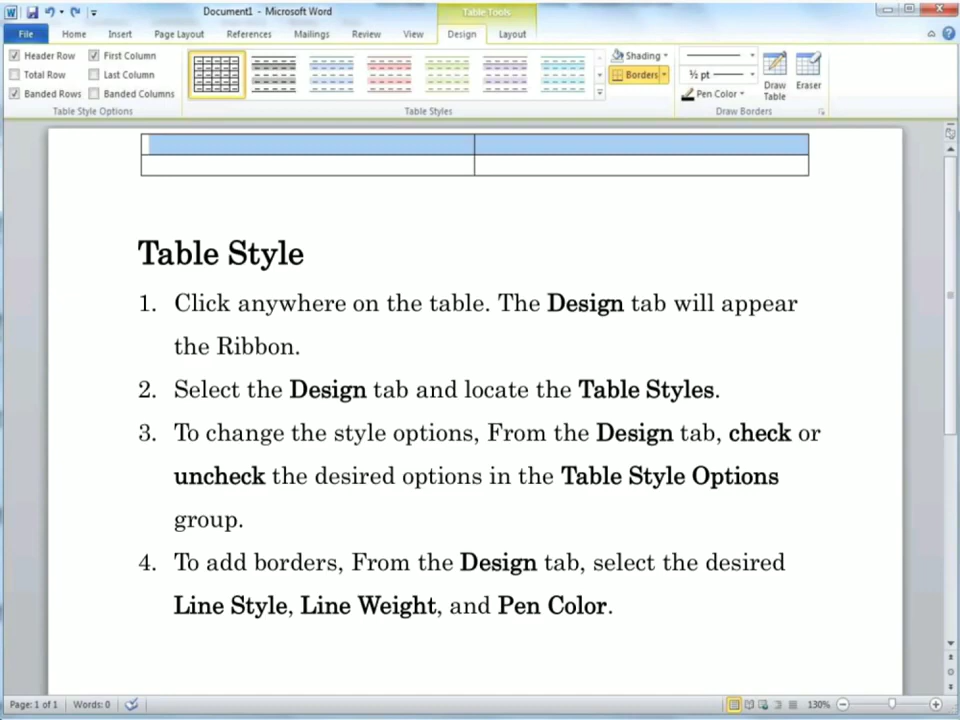 Document1 - Microsoft Word
Table Tools
File Home Insert Page Layout References Mailings Review View Design Layout
Header Row First Column
Total Row Last Column
Banded Rows Banded Columns
Table Style Options
Table Styles
Shading
Borders
½ pt
Pen Color
Draw Table
Eraser
Draw Borders
Table Style
1. Click anywhere on the table. The Design tab will appear
the Ribbon.
2. Select the Design tab and locate the Table Styles.
3. To change the style options, From the Design tab, check or
uncheck the desired options in the Table Style Options
group.
4. To add borders, From the Design tab, select the desired
Line Style, Line Weight, and Pen Color.
Page: 1 of 1 Words: 0 130%